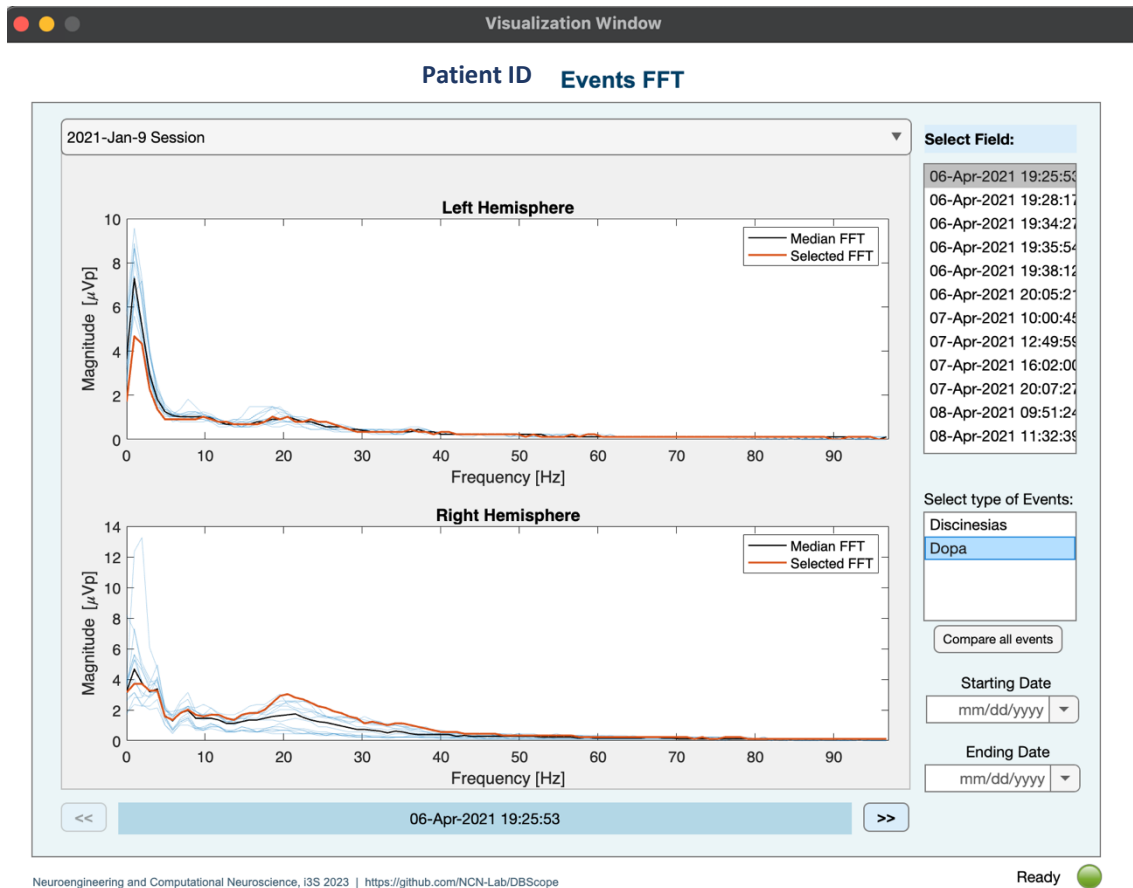 Visualization Window
Patient ID Events FFT
2021-Jan-9 Session
Left Hemisphere
Median FFT
Selected FFT
Magnitude [μVp]
10
8
6
4
2
0
0 10 20 30 40 50 60 70 80 90
Frequency [Hz]
Right Hemisphere
Median FFT
Selected FFT
Magnitude [μVp]
14
12
10
8
6
4
2
0
0 10 20 30 40 50 60 70 80 90
Frequency [Hz]
<< 06-Apr-2021 19:25:53 >>
Select Field:
06-Apr-2021 19:25:53
06-Apr-2021 19:28:17
06-Apr-2021 19:34:27
06-Apr-2021 19:35:54
06-Apr-2021 19:38:12
06-Apr-2021 20:05:21
07-Apr-2021 10:00:45
07-Apr-2021 12:49:59
07-Apr-2021 16:02:00
07-Apr-2021 20:07:27
08-Apr-2021 09:51:24
08-Apr-2021 11:32:39
Select type of Events:
Discinesias
Dopa
Compare all events
Starting Date
mm/dd/yyyy
Ending Date
mm/dd/yyyy
Neuroengineering and Computational Neuroscience, i3S 2023 | https://github.com/NCN-Lab/DBScope
Ready